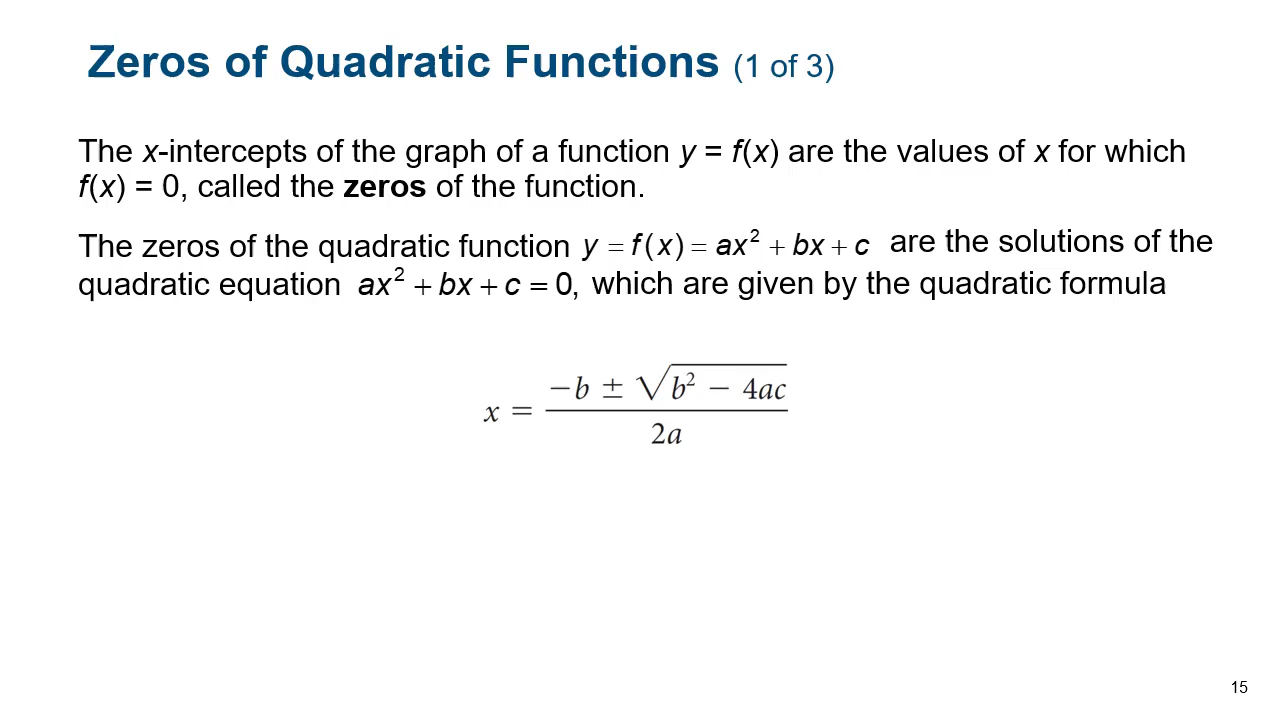 Zeros of Quadratic Functions (1 of 3)
The x-intercepts of the graph of a function y = f(x) are the values of x for which
f(x) = 0, called the zeros of the function.
The zeros of the quadratic function y = f(x) = ax² + bx + c are the solutions of the
quadratic equation ax² + bx + c = 0, which are given by the quadratic formula
x = (−b ± √(b² − 4ac)) / 2a
15